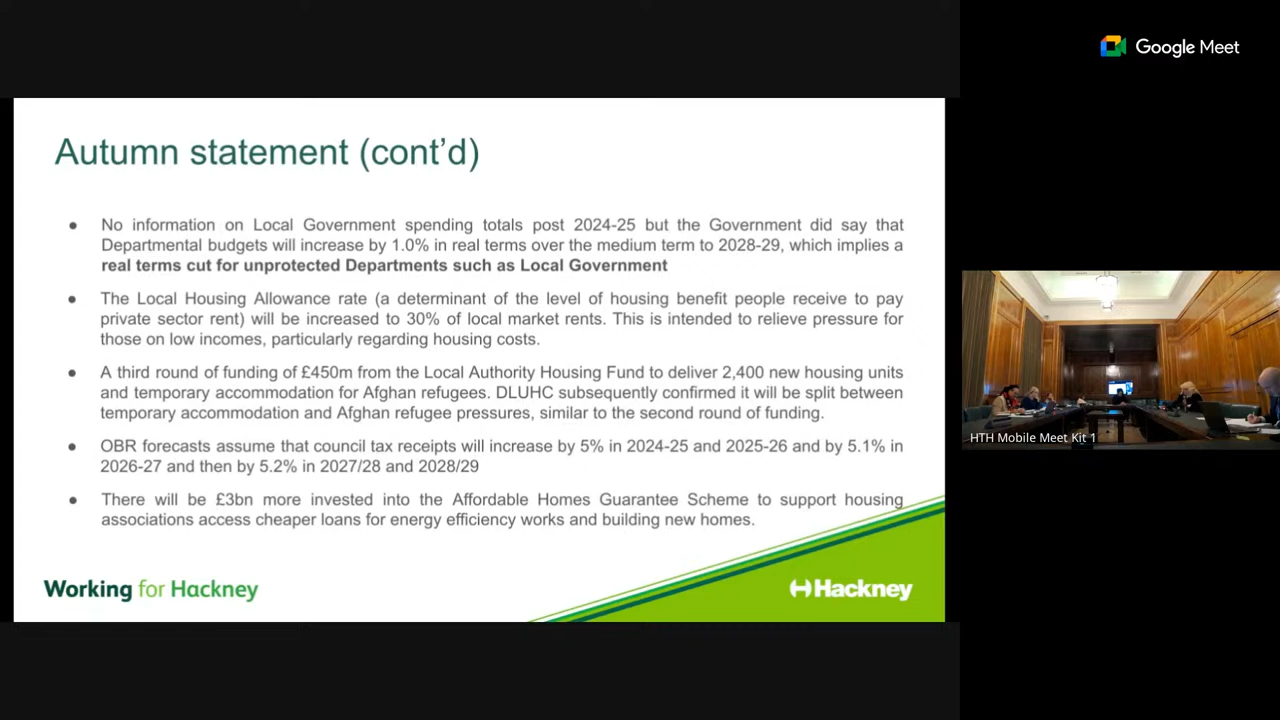 Google Meet
Autumn statement (cont’d)
● No information on Local Government spending totals post 2024-25 but the Government did say that
Departmental budgets will increase by 1.0% in real terms over the medium term to 2028-29, which implies a
real terms cut for unprotected Departments such as Local Government
● The Local Housing Allowance rate (a determinant of the level of housing benefit people receive to pay
private sector rent) will be increased to 30% of local market rents. This is intended to relieve pressure for
those on low incomes, particularly regarding housing costs.
● A third round of funding of £450m from the Local Authority Housing Fund to deliver 2,400 new housing units
and temporary accommodation for Afghan refugees. DLUHC subsequently confirmed it will be split between
temporary accommodation and Afghan refugee pressures, similar to the second round of funding.
● OBR forecasts assume that council tax receipts will increase by 5% in 2024-25 and 2025-26 and by 5.1% in
2026-27 and then by 5.2% in 2027/28 and 2028/29
● There will be £3bn more invested into the Affordable Homes Guarantee Scheme to support housing
associations access cheaper loans for energy efficiency works and building new homes.
Working for Hackney
Hackney
HTH Mobile Meet Kit 1